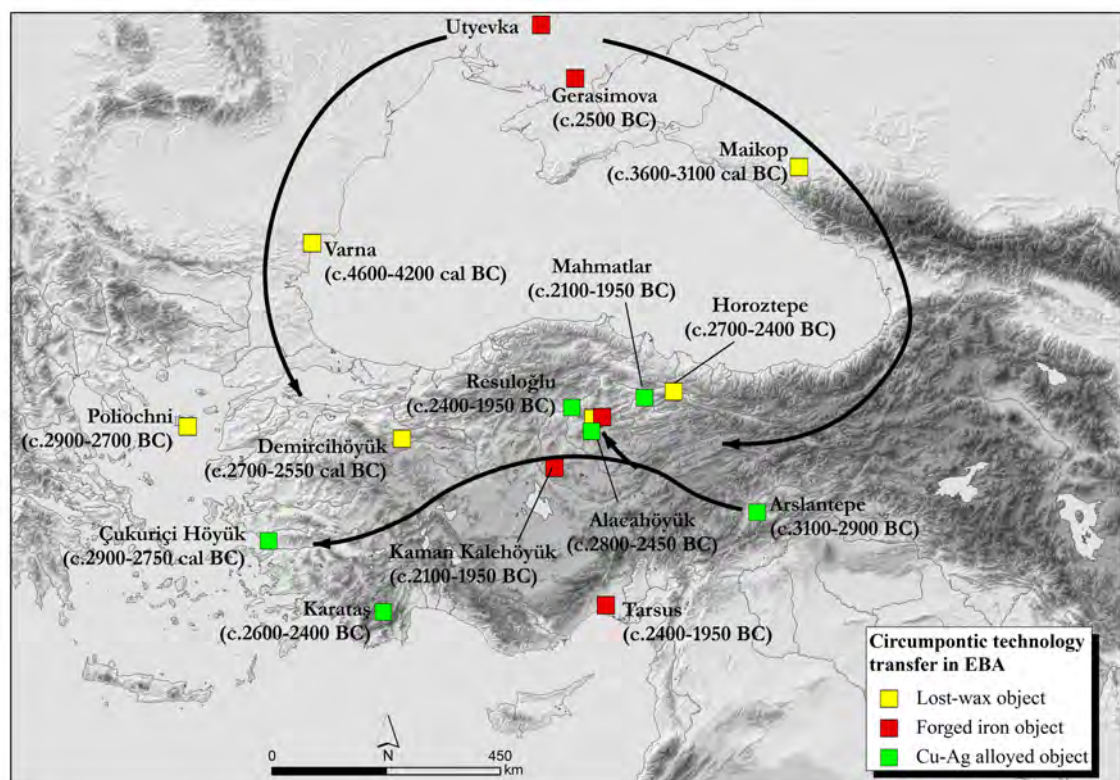 Utyevka
Gerasimova
(c.2500 BC)
Maikop
(c.3600-3100 cal BC)
Varna
(c.4600-4200 cal BC)
Mahmatlar
(c.2100-1950 BC)
Horoztepe
(c.2700-2400 BC)
Resuloğlu
(c.2400-1950 BC)
Poliochni
(c.2900-2700 BC)
Demircihöyük
(c.2700-2550 cal BC)
Çukuriçi Höyük
(c.2900-2750 cal BC)
Kaman Kalehöyük
(c.2100-1950 BC)
Alacahöyük
(c.2800-2450 BC)
Arslantepe
(c.3100-2900 BC)
Karataş
(c.2600-2400 BC)
Tarsus
(c.2400-1950 BC)
Circumpontic technology
transfer in EBA
Lost-wax object
Forged iron object
Cu-Ag alloyed object
N
0 450
km